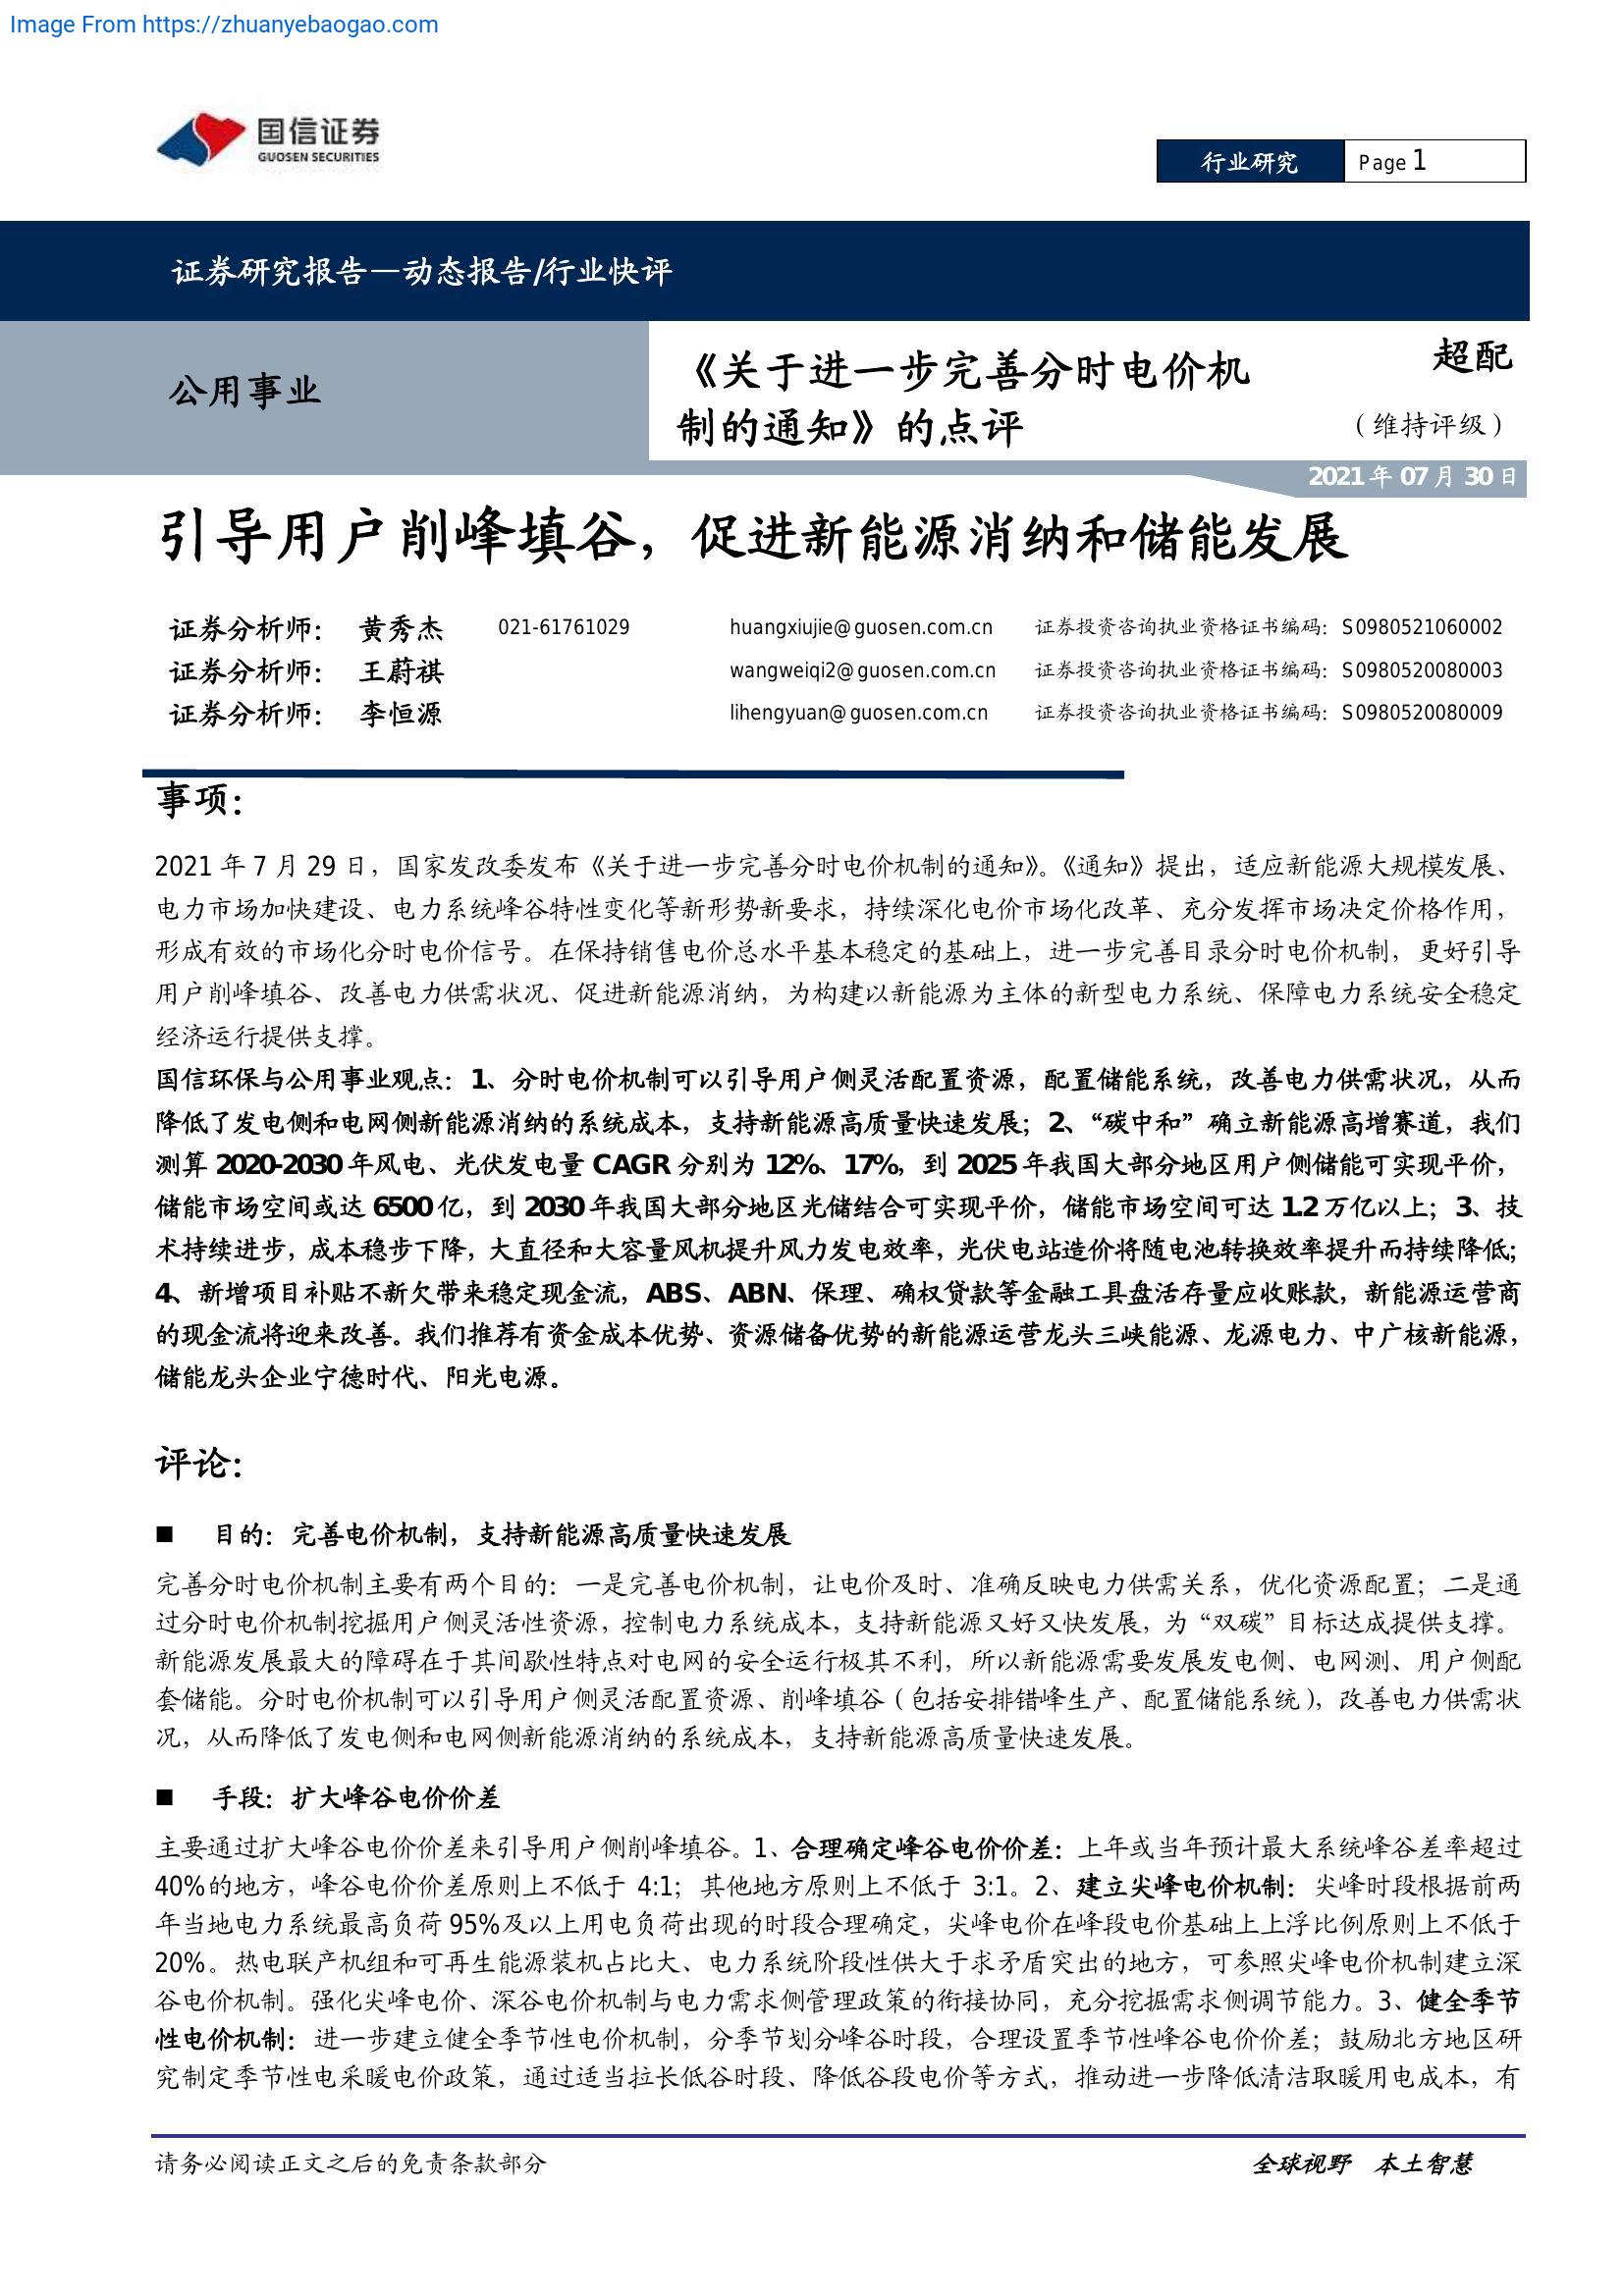 Image From https://zhuanyebaogao.com
国信证券
GUOSEN SECURITIES
行业研究
Page 1
证券研究报告—动态报告/行业快评
公用事业
《关于进一步完善分时电价机
制的通知》的点评
超配
（维持评级）
2021 年 07 月 30 日
引导用户削峰填谷，促进新能源消纳和储能发展
证券分析师： 黄秀杰 021-61761029 huangxiujie@guosen.com.cn 证券投资咨询执业资格证书编码：S0980521060002
证券分析师： 王蔚祺 wangweiqi2@guosen.com.cn 证券投资咨询执业资格证书编码：S0980520080003
证券分析师： 李恒源 lihengyuan@guosen.com.cn 证券投资咨询执业资格证书编码：S0980520080009
事项：
2021 年 7 月 29 日，国家发改委发布《关于进一步完善分时电价机制的通知》。《通知》提出，适应新能源大规模发展、
电力市场加快建设、电力系统峰谷特性变化等新形势新要求，持续深化电价市场化改革、充分发挥市场决定价格作用，
形成有效的市场化分时电价信号。在保持销售电价总水平基本稳定的基础上，进一步完善目录分时电价机制，更好引导
用户削峰填谷、改善电力供需状况、促进新能源消纳，为构建以新能源为主体的新型电力系统、保障电力系统安全稳定
经济运行提供支撑。
国信环保与公用事业观点：1、分时电价机制可以引导用户侧灵活配置资源，配置储能系统，改善电力供需状况，从而
降低了发电侧和电网侧新能源消纳的系统成本，支持新能源高质量快速发展；2、“碳中和”确立新能源高增赛道，我们
测算 2020-2030 年风电、光伏发电量 CAGR 分别为 12%、17%，到 2025 年我国大部分地区用户侧储能可实现平价，
储能市场空间或达 6500 亿，到 2030 年我国大部分地区光储结合可实现平价，储能市场空间可达 1.2 万亿以上；3、技
术持续进步，成本稳步下降，大直径和大容量风机提升风力发电效率，光伏电站造价将随电池转换效率提升而持续降低；
4、新增项目补贴不新欠带来稳定现金流，ABS、ABN、保理、确权贷款等金融工具盘活存量应收账款，新能源运营商
的现金流将迎来改善。我们推荐有资金成本优势、资源储备优势的新能源运营龙头三峡能源、龙源电力、中广核新能源，
储能龙头企业宁德时代、阳光电源。
评论：
■ 目的：完善电价机制，支持新能源高质量快速发展
完善分时电价机制主要有两个目的：一是完善电价机制，让电价及时、准确反映电力供需关系，优化资源配置；二是通
过分时电价机制挖掘用户侧灵活性资源，控制电力系统成本，支持新能源又好又快发展，为“双碳”目标达成提供支撑。
新能源发展最大的障碍在于其间歇性特点对电网的安全运行极其不利，所以新能源需要发展发电侧、电网测、用户侧配
套储能。分时电价机制可以引导用户侧灵活配置资源、削峰填谷（包括安排错峰生产、配置储能系统），改善电力供需状
况，从而降低了发电侧和电网侧新能源消纳的系统成本，支持新能源高质量快速发展。
■ 手段：扩大峰谷电价价差
主要通过扩大峰谷电价价差来引导用户侧削峰填谷。1、合理确定峰谷电价价差：上年或当年预计最大系统峰谷差率超过
40%的地方，峰谷电价价差原则上不低于 4:1；其他地方原则上不低于 3:1。2、建立尖峰电价机制：尖峰时段根据前两
年当地电力系统最高负荷 95%及以上用电负荷出现的时段合理确定，尖峰电价在峰段电价基础上上浮比例原则上不低于
20%。热电联产机组和可再生能源装机占比大、电力系统阶段性供大于求矛盾突出的地方，可参照尖峰电价机制建立深
谷电价机制。强化尖峰电价、深谷电价机制与电力需求侧管理政策的衔接协同，充分挖掘需求侧调节能力。3、健全季节
性电价机制：进一步建立健全季节性电价机制，分季节划分峰谷时段，合理设置季节性峰谷电价价差；鼓励北方地区研
究制定季节性电采暖电价政策，通过适当拉长低谷时段、降低谷段电价等方式，推动进一步降低清洁取暖用电成本，有
请务必阅读正文之后的免责条款部分
全球视野 本土智慧